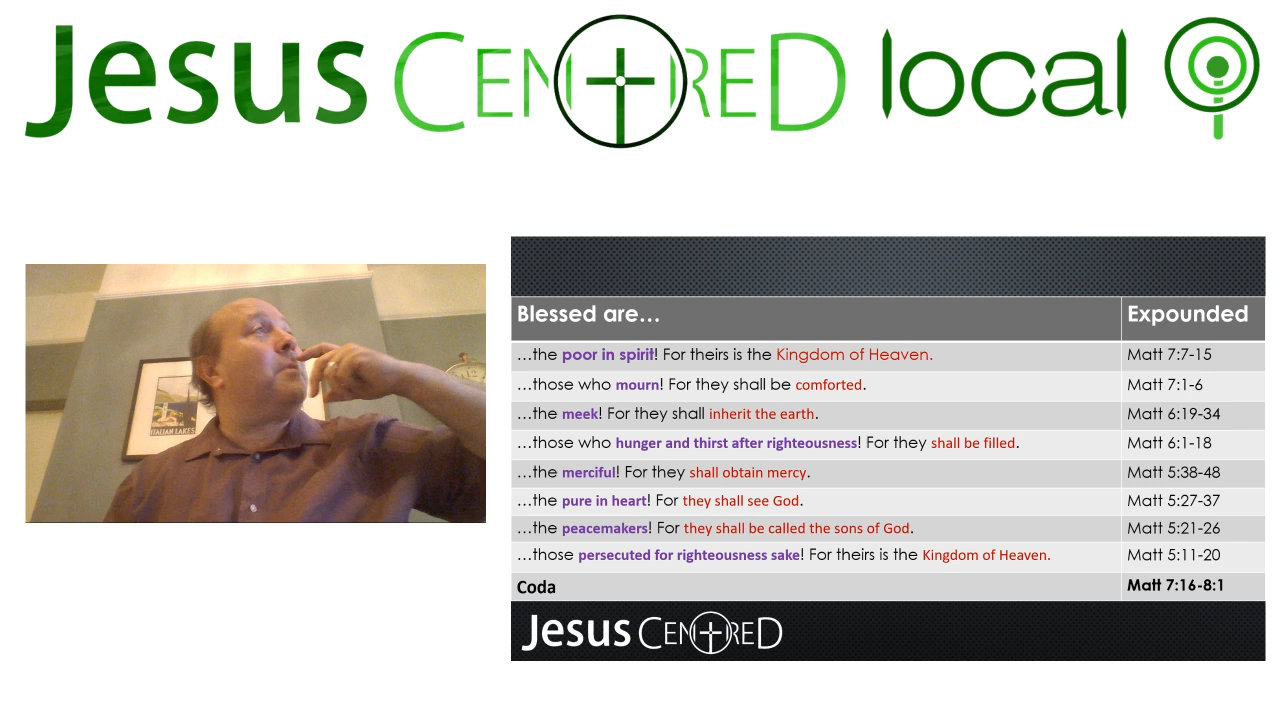 Jesus CENTRED local
ITALIAN LAKES
Blessed are… Expounded
…the poor in spirit! For theirs is the Kingdom of Heaven. Matt 7:7-15
…those who mourn! For they shall be comforted. Matt 7:1-6
…the meek! For they shall inherit the earth. Matt 6:19-34
…those who hunger and thirst after righteousness! For they shall be filled. Matt 6:1-18
…the merciful! For they shall obtain mercy. Matt 5:38-48
…the pure in heart! For they shall see God. Matt 5:27-37
…the peacemakers! For they shall be called the sons of God. Matt 5:21-26
…those persecuted for righteousness sake! For theirs is the Kingdom of Heaven. Matt 5:11-20
Coda Matt 7:16-8:1
Jesus CENTRED